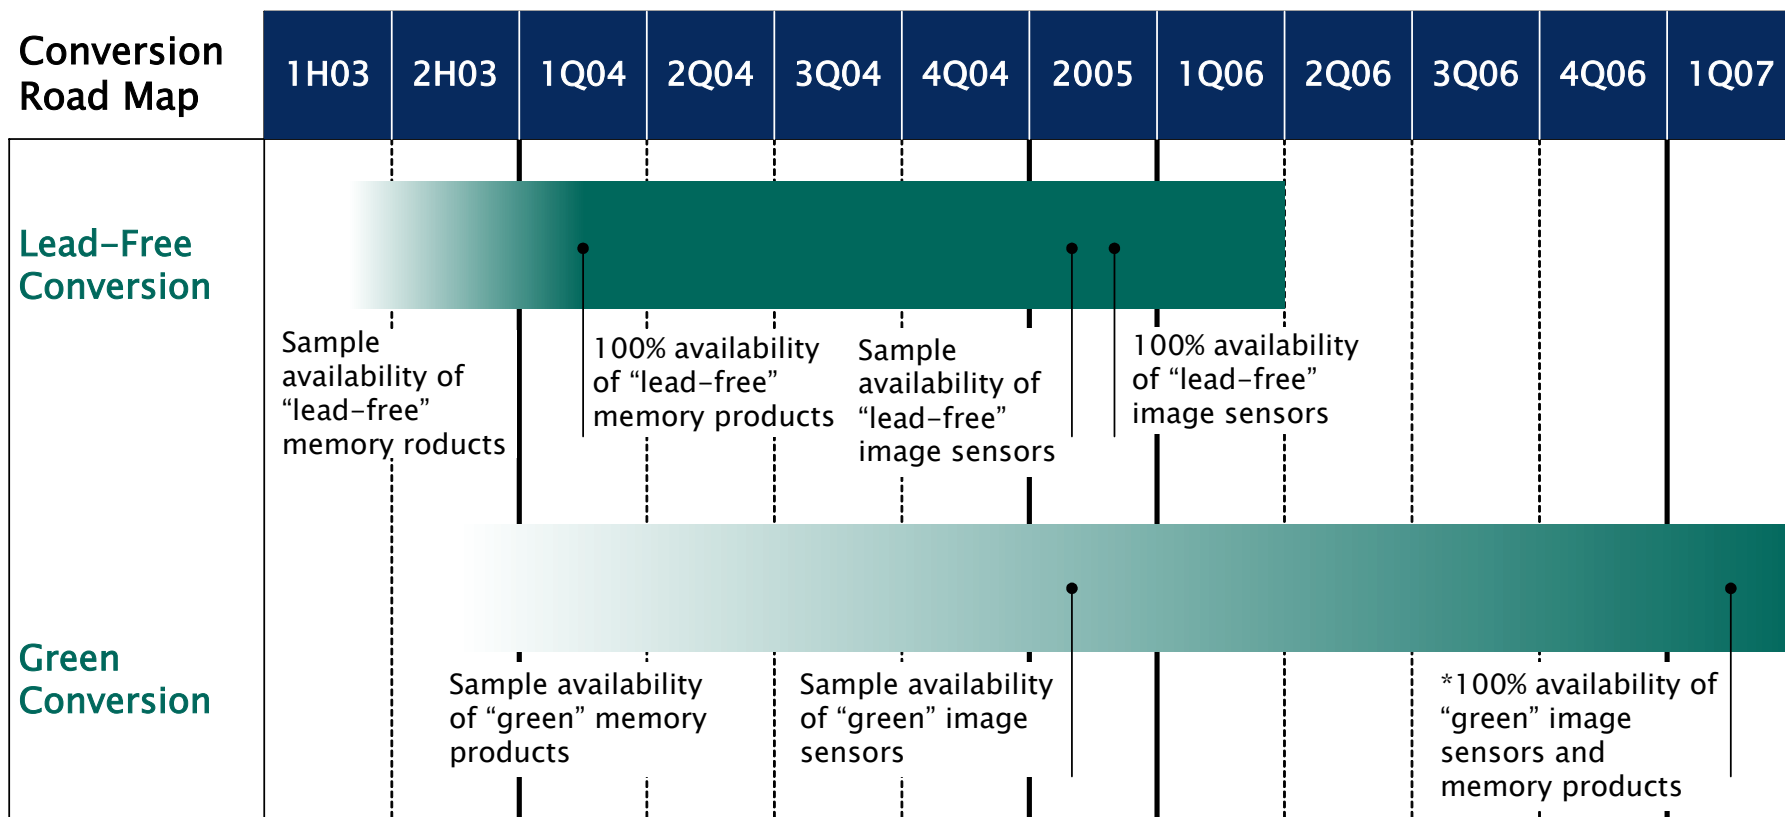 Conversion
Road Map
1H03
2H03
1Q04
2Q04
3Q04
4Q04
2005
1Q06
2Q06
3Q06
4Q06
1Q07
Lead-Free
Conversion
Sample
availability of
“lead-free”
memory roducts
100% availability
of “lead-free”
memory products
Sample
availability of
“lead-free”
image sensors
100% availability
of “lead-free”
image sensors
Green
Conversion
Sample availability
of “green” memory
products
Sample availability
of “green” image
sensors
*100% availability of
“green” image
sensors and
memory products